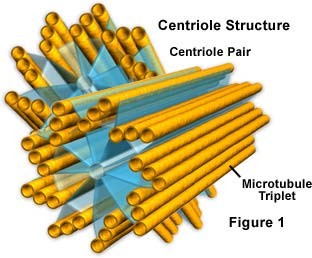 Centriole Structure
Centriole Pair
Microtubule
Triplet
Figure 1